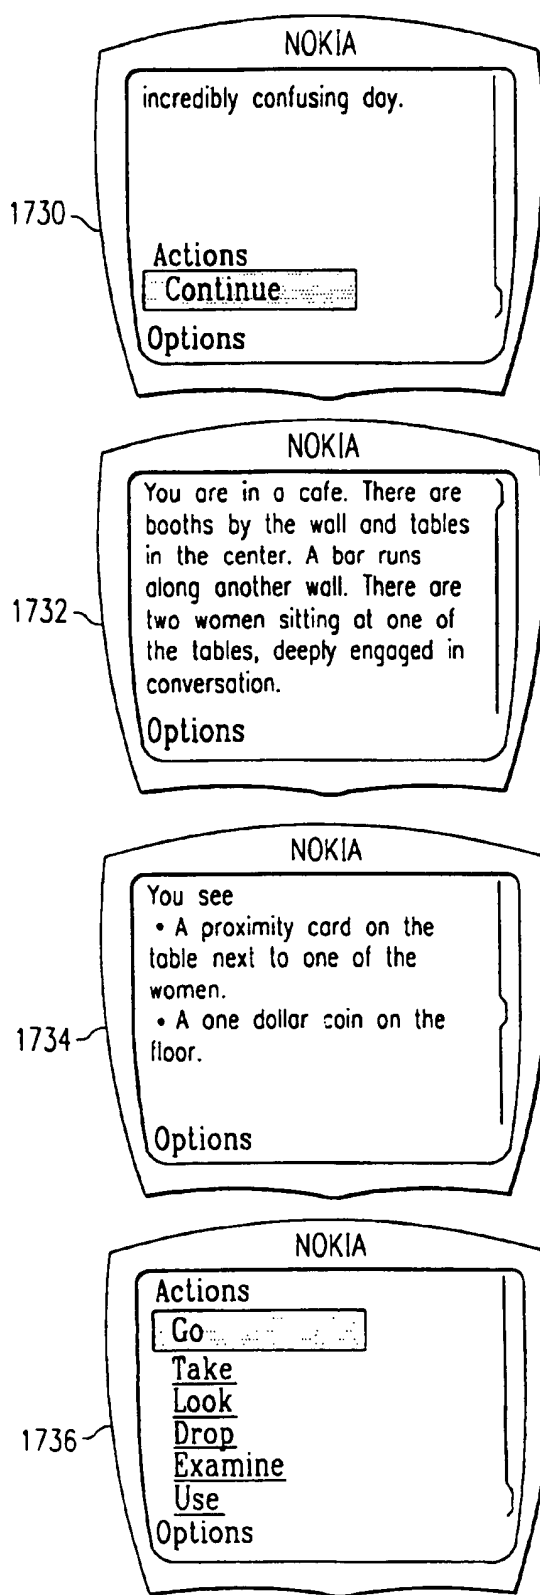 NOKIA
incredibly confusing day.
1730
Actions
Continue
Options
NOKIA
You are in a cafe. There are
booths by the wall and tables
in the center. A bar runs
along another wall. There are
1732
two women sitting at one of
the tables, deeply engaged in
conversation.
Options
NOKIA
You see
• A proximity card on the
table next to one of the
women.
• A one dollar coin on the
1734
floor.
Options
NOKIA
Actions
Go
Take
Look
Drop
1736
Examine
Use
Options